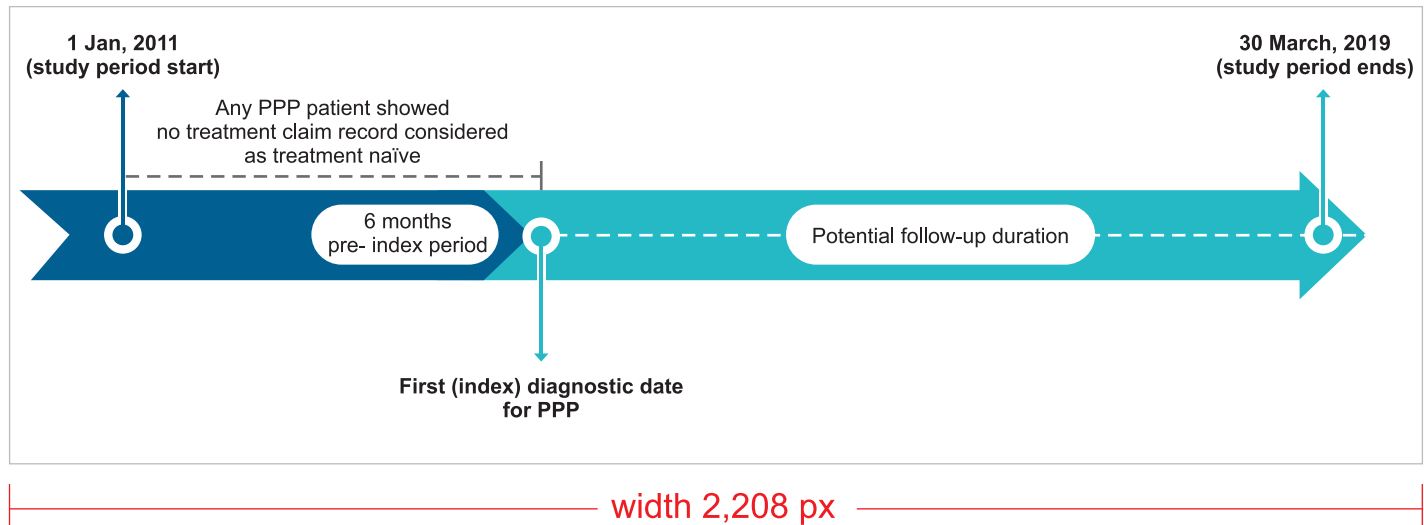 1 Jan, 2011
(study period start)
30 March, 2019
(study period ends)
Any PPP patient showed
no treatment claim record considered
as treatment naïve
6 months
pre- index period
Potential follow-up duration
First (index) diagnostic date
for PPP
width 2,208 px